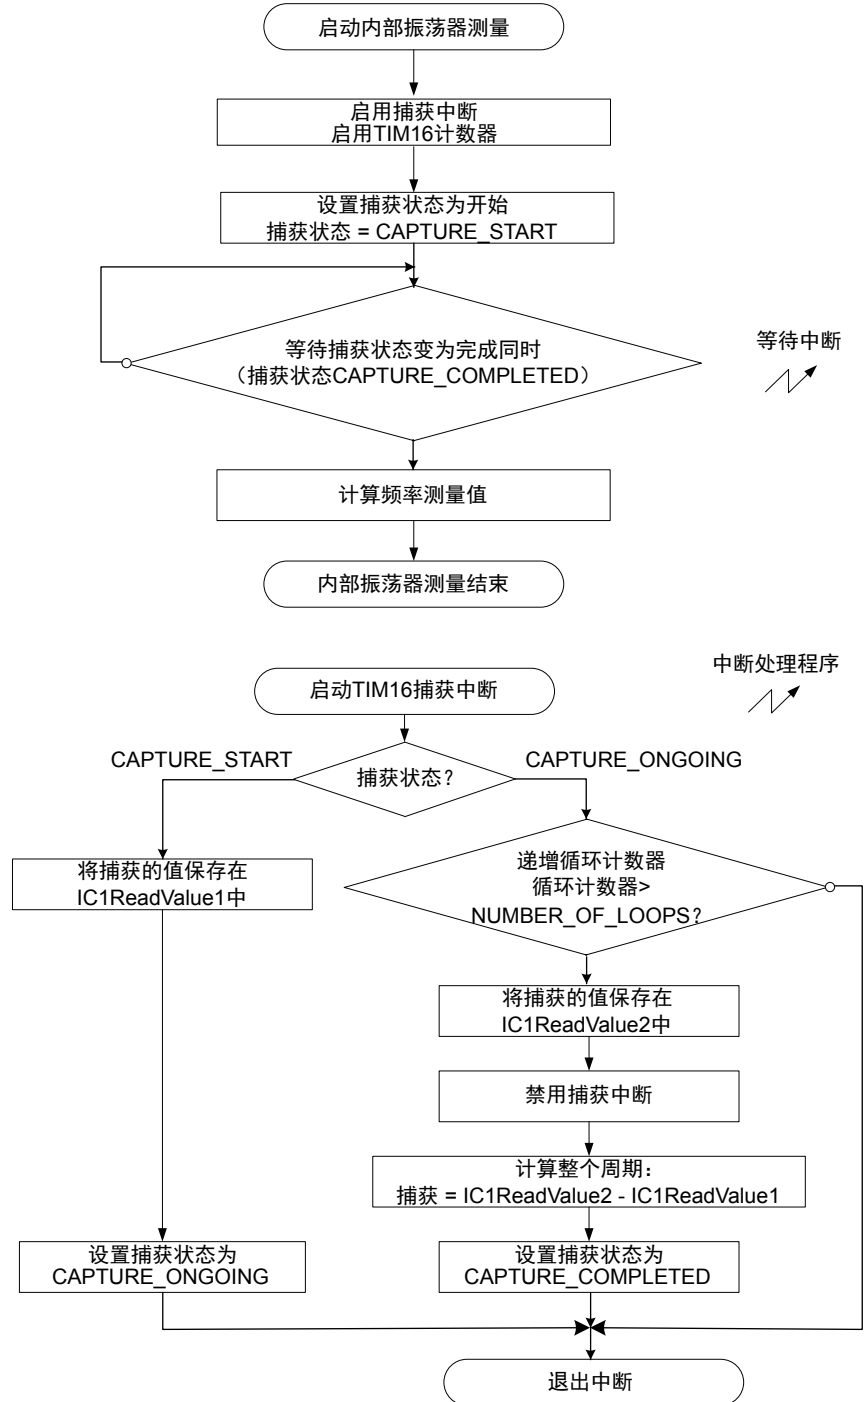 启动内部振荡器测量
启用捕获中断
启用TIM16计数器
设置捕获状态为开始
捕获状态 = CAPTURE_START
等待捕获状态变为完成同时
（捕获状态CAPTURE_COMPLETED）
等待中断
计算频率测量值
内部振荡器测量结束
中断处理程序
启动TIM16捕获中断
CAPTURE_START
捕获状态？
CAPTURE_ONGOING
将捕获的值保存在
IC1ReadValue1中
递增循环计数器
循环计数器>
NUMBER_OF_LOOPS？
将捕获的值保存在
IC1ReadValue2中
禁用捕获中断
计算整个周期：
捕获 = IC1ReadValue2 - IC1ReadValue1
设置捕获状态为
CAPTURE_ONGOING
设置捕获状态为
CAPTURE_COMPLETED
退出中断